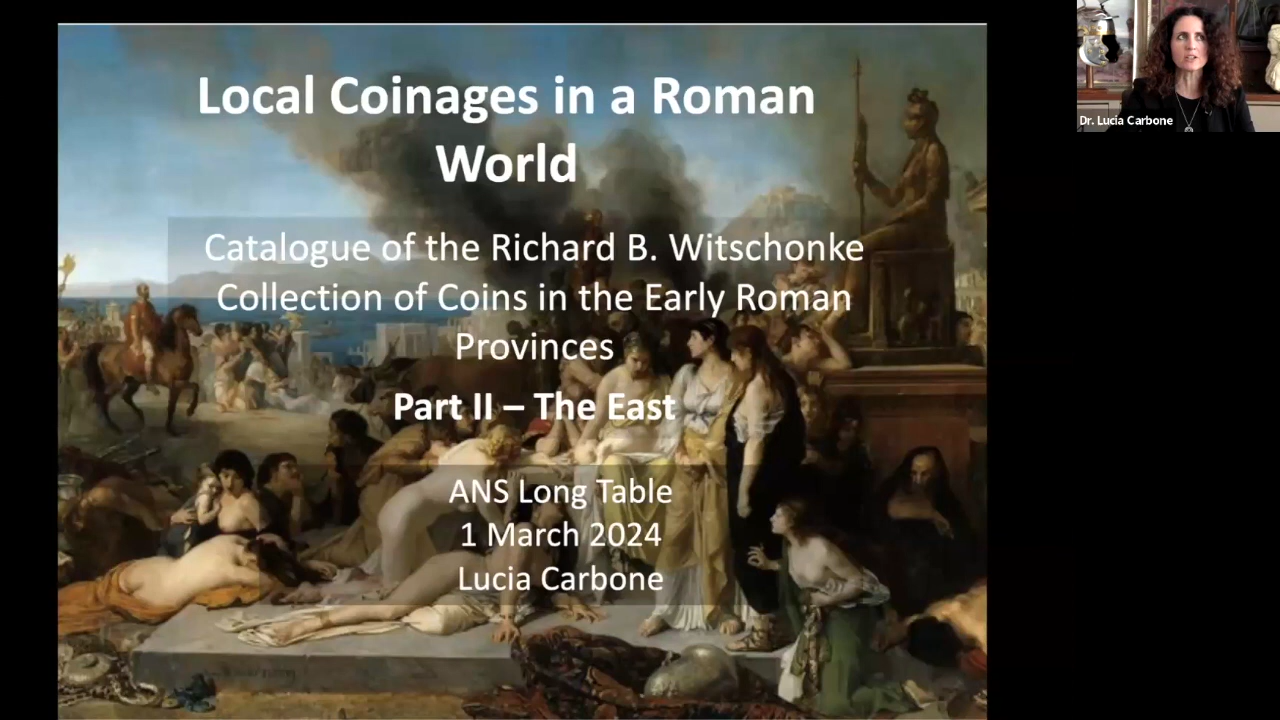 Local Coinages in a Roman
World
Catalogue of the Richard B. Witschonke
Collection of Coins in the Early Roman
Provinces
Part II – The East
ANS Long Table
1 March 2024
Lucia Carbone
Dr. Lucia Carbone